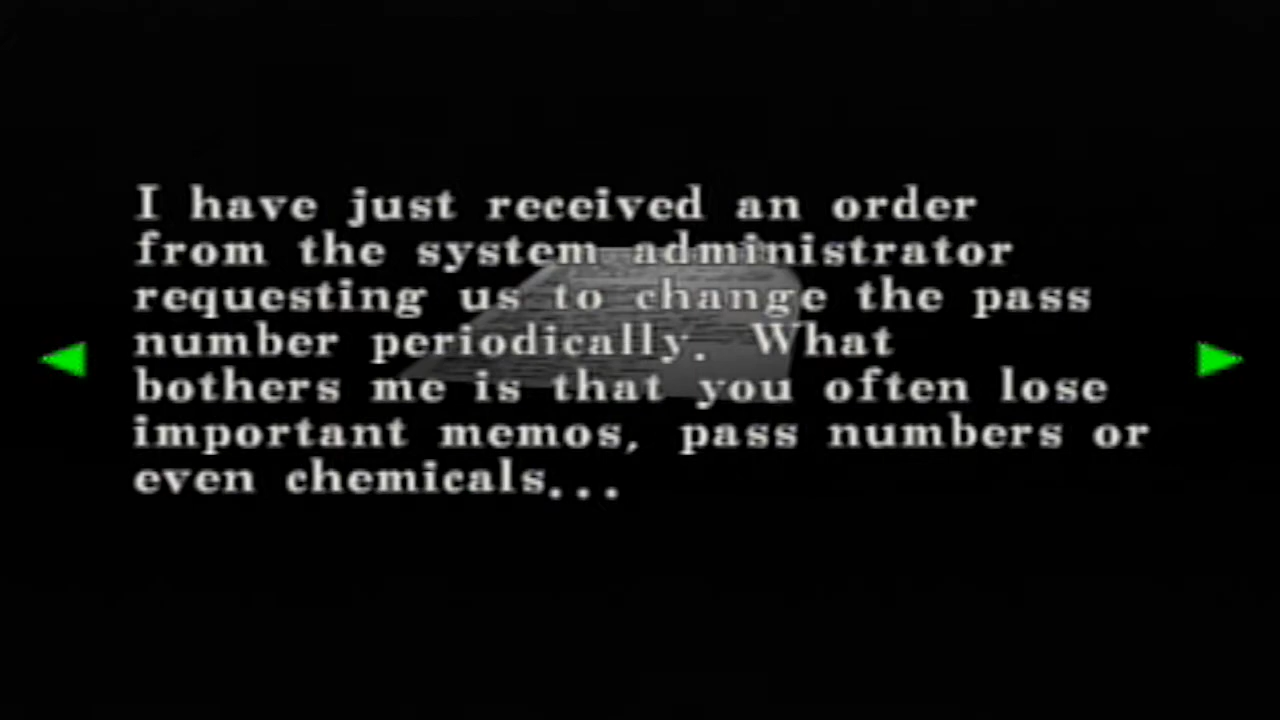 I have just received an order
from the system administrator
requesting us to change the pass
number periodically. What
bothers me is that you often lose
important memos, pass numbers or
even chemicals...